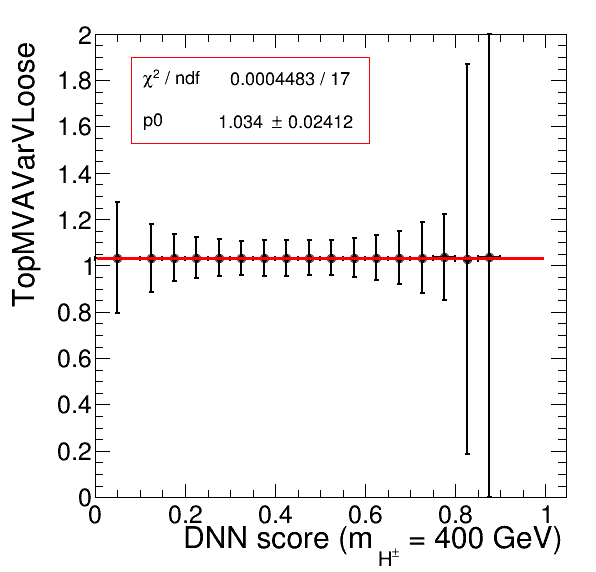 TopMVAVarVLoose
χ² / ndf 0.0004483 / 17
p0 1.034 ± 0.02412
2
1.8
1.6
1.4
1.2
1
0.8
0.6
0.4
0.2
0
0 0.2 0.4 0.6 0.8 1
DNN score (m_H± = 400 GeV)